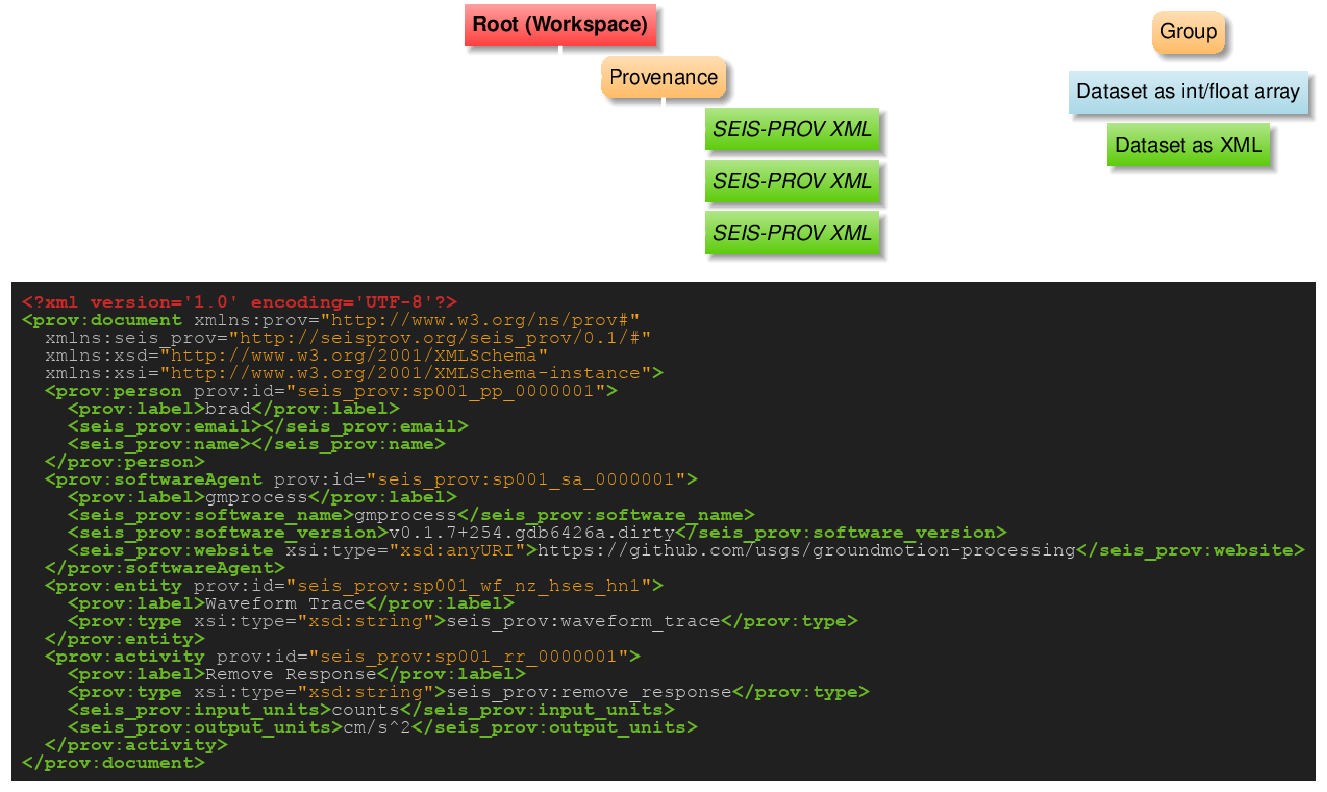 Root (Workspace)
Group
Provenance
Dataset as int/float array
SEIS-PROV XML
Dataset as XML
SEIS-PROV XML
SEIS-PROV XML
<?xml version='1.0' encoding='UTF-8'?>
<prov:document xmlns:prov="http://www.w3.org/ns/prov#"
  xmlns:seis_prov="http://seisprov.org/seis_prov/0.1/#"
  xmlns:xsd="http://www.w3.org/2001/XMLSchema"
  xmlns:xsi="http://www.w3.org/2001/XMLSchema-instance">
  <prov:person prov:id="seis_prov:sp001_pp_0000001">
    <prov:label>brad</prov:label>
    <seis_prov:email></seis_prov:email>
    <seis_prov:name></seis_prov:name>
  </prov:person>
  <prov:softwareAgent prov:id="seis_prov:sp001_sa_0000001">
    <prov:label>gmprocess</prov:label>
    <seis_prov:software_name>gmprocess</seis_prov:software_name>
    <seis_prov:software_version>v0.1.7+254.gdb6426a.dirty</seis_prov:software_version>
    <seis_prov:website xsi:type="xsd:anyURI">https://github.com/usgs/groundmotion-processing</seis_prov:website>
  </prov:softwareAgent>
  <prov:entity prov:id="seis_prov:sp001_wf_nz_hses_hn1">
    <prov:label>Waveform Trace</prov:label>
    <prov:type xsi:type="xsd:string">seis_prov:waveform_trace</prov:type>
  </prov:entity>
  <prov:activity prov:id="seis_prov:sp001_rr_0000001">
    <prov:label>Remove Response</prov:label>
    <prov:type xsi:type="xsd:string">seis_prov:remove_response</prov:type>
    <seis_prov:input_units>counts</seis_prov:input_units>
    <seis_prov:output_units>cm/s^2</seis_prov:output_units>
  </prov:activity>
</prov:document>